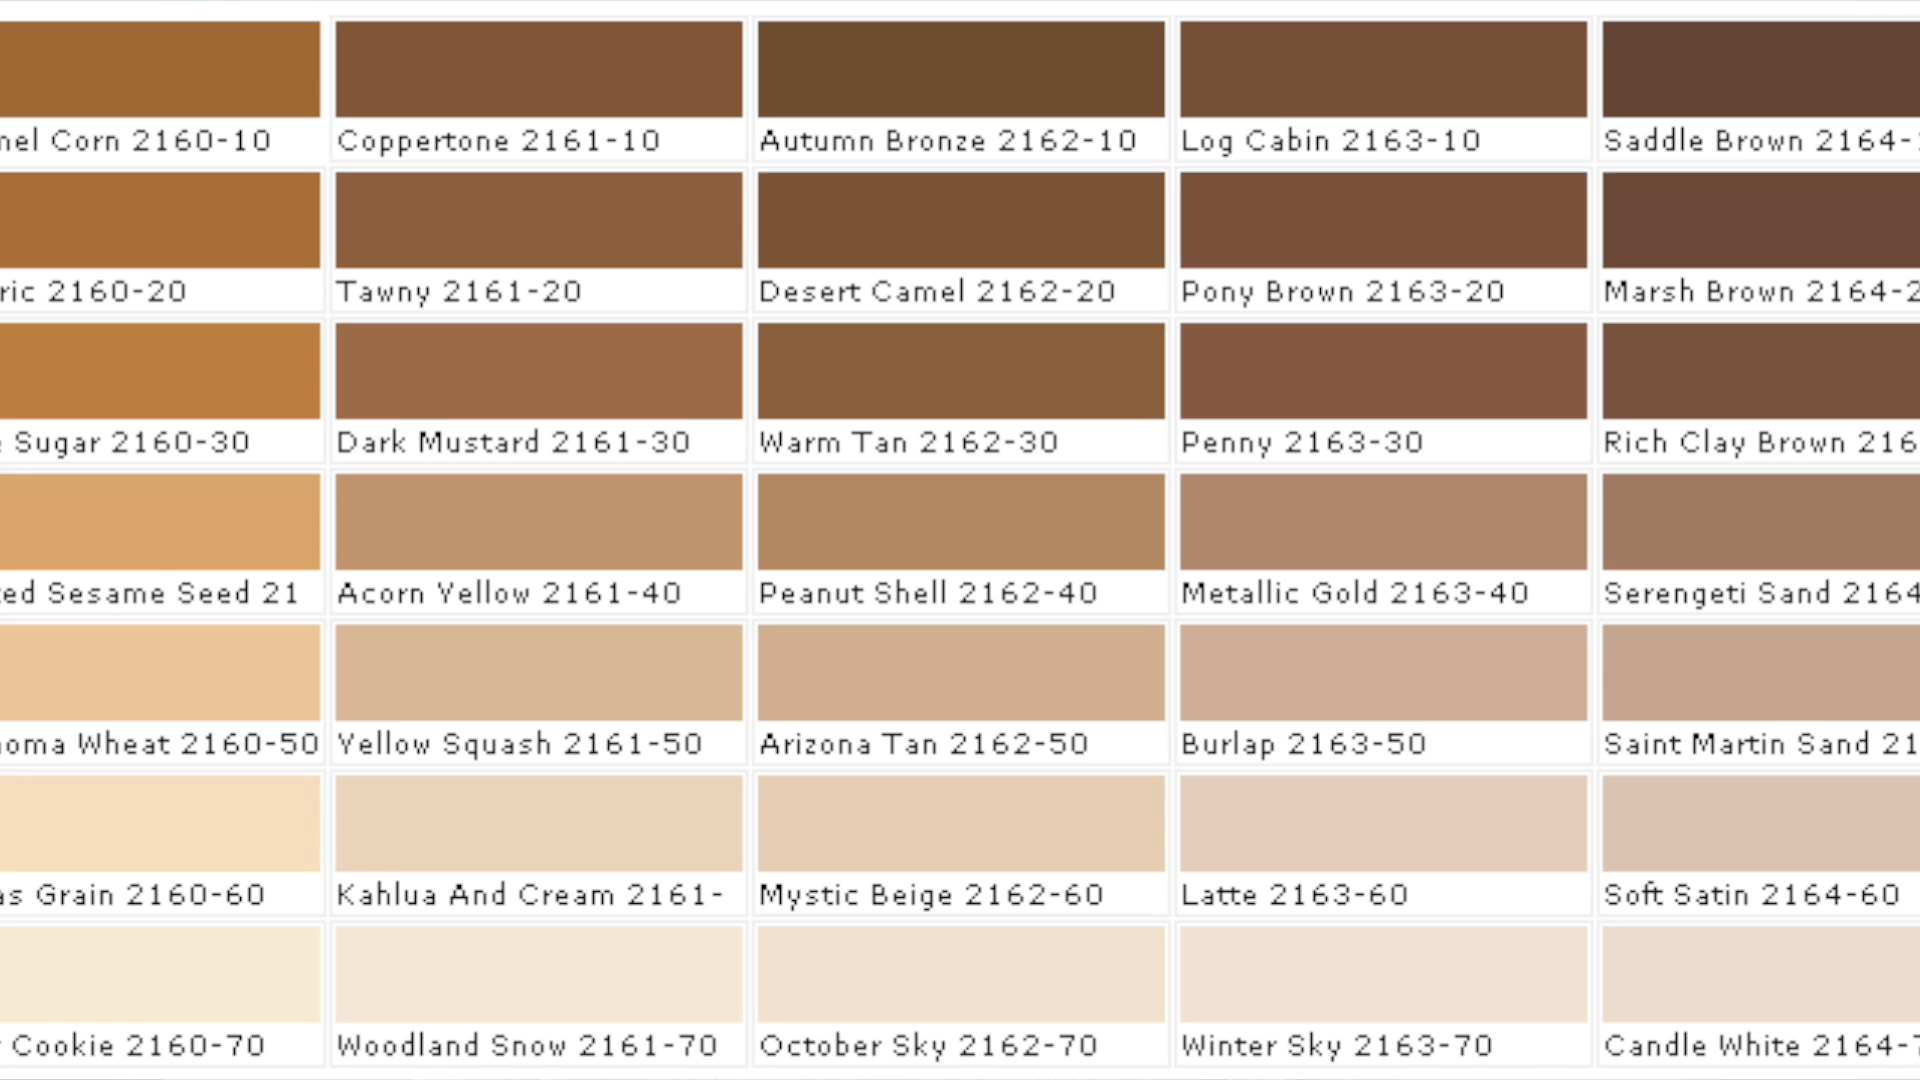 Corn 2160-10
Coppertone 2161-10
Autumn Bronze 2162-10
Log Cabin 2163-10
Saddle Brown 2164-
2160-20
Tawny 2161-20
Desert Camel 2162-20
Pony Brown 2163-20
Marsh Brown 2164-2
Sugar 2160-30
Dark Mustard 2161-30
Warm Tan 2162-30
Penny 2163-30
Rich Clay Brown 216
Sesame Seed 21
Acorn Yellow 2161-40
Peanut Shell 2162-40
Metallic Gold 2163-40
Serengeti Sand 2164
Wheat 2160-50
Yellow Squash 2161-50
Arizona Tan 2162-50
Burlap 2163-50
Saint Martin Sand 21
Grain 2160-60
Kahlua And Cream 2161-
Mystic Beige 2162-60
Latte 2163-60
Soft Satin 2164-60
Cookie 2160-70
Woodland Snow 2161-70
October Sky 2162-70
Winter Sky 2163-70
Candle White 2164-7